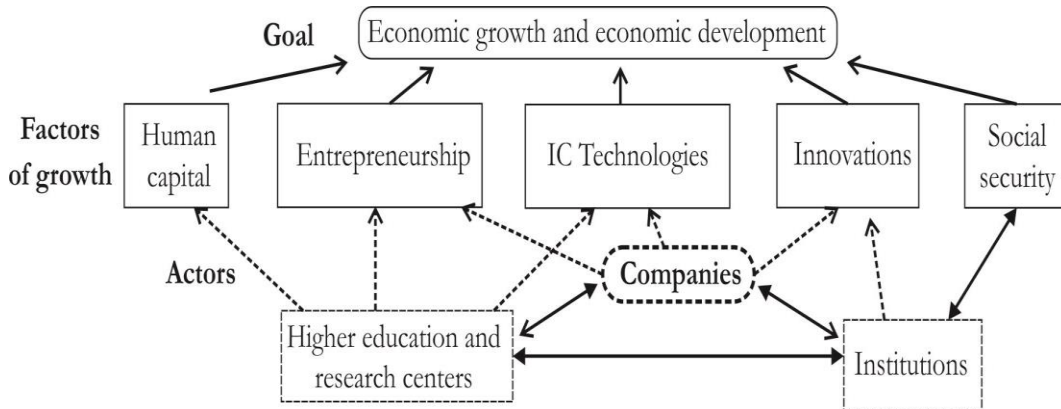 Goal
Economic growth and economic development
Factors
of growth
Human
capital
Entrepreneurship
IC Technologies
Innovations
Social
security
Actors
Companies
Higher education and
research centers
Institutions